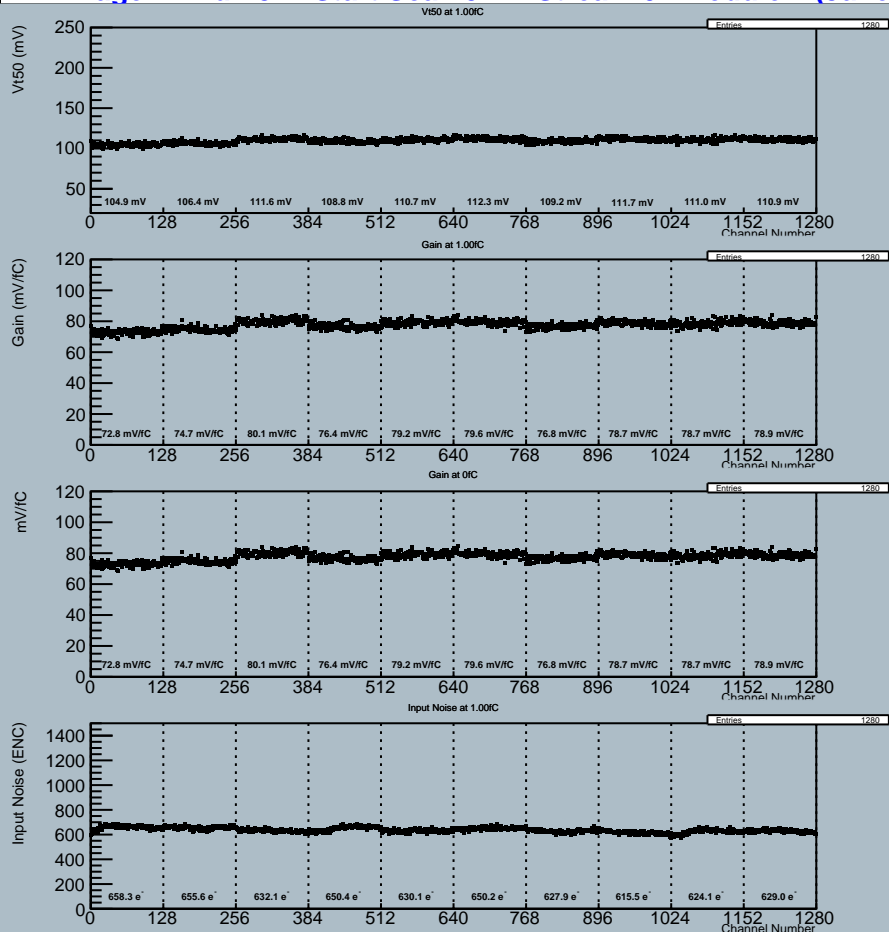 Vt50 at 1.00fC
Entries 1280
Vt50 (mV)
250
200
150
100
50
104.9 mV 106.4 mV 111.6 mV 108.8 mV 110.7 mV 112.3 mV 109.2 mV 111.7 mV 111.0 mV 110.9 mV
0 128 256 384 512 640 768 896 1024 1152 1280
Channel Number
Gain at 1.00fC
Entries 1280
Gain (mV/fC)
120
100
80
60
40
20
0
72.8 mV/fC 74.7 mV/fC 80.1 mV/fC 76.4 mV/fC 79.2 mV/fC 79.6 mV/fC 76.8 mV/fC 78.7 mV/fC 78.7 mV/fC 78.9 mV/fC
0 128 256 384 512 640 768 896 1024 1152 1280
Channel Number
Gain at 0fC
Entries 1280
mV/fC
120
100
80
60
40
20
0
72.8 mV/fC 74.7 mV/fC 80.1 mV/fC 76.4 mV/fC 79.2 mV/fC 79.6 mV/fC 76.8 mV/fC 78.7 mV/fC 78.7 mV/fC 78.9 mV/fC
0 128 256 384 512 640 768 896 1024 1152 1280
Channel Number
Input Noise at 1.00fC
Entries 1280
Input Noise (ENC)
1400
1200
1000
800
600
400
200
0
658.3 e⁻ 655.6 e⁻ 632.1 e⁻ 650.4 e⁻ 630.1 e⁻ 650.2 e⁻ 627.9 e⁻ 615.5 e⁻ 624.1 e⁻ 629.0 e⁻
0 128 256 384 512 640 768 896 1024 1152 1280
Channel Number